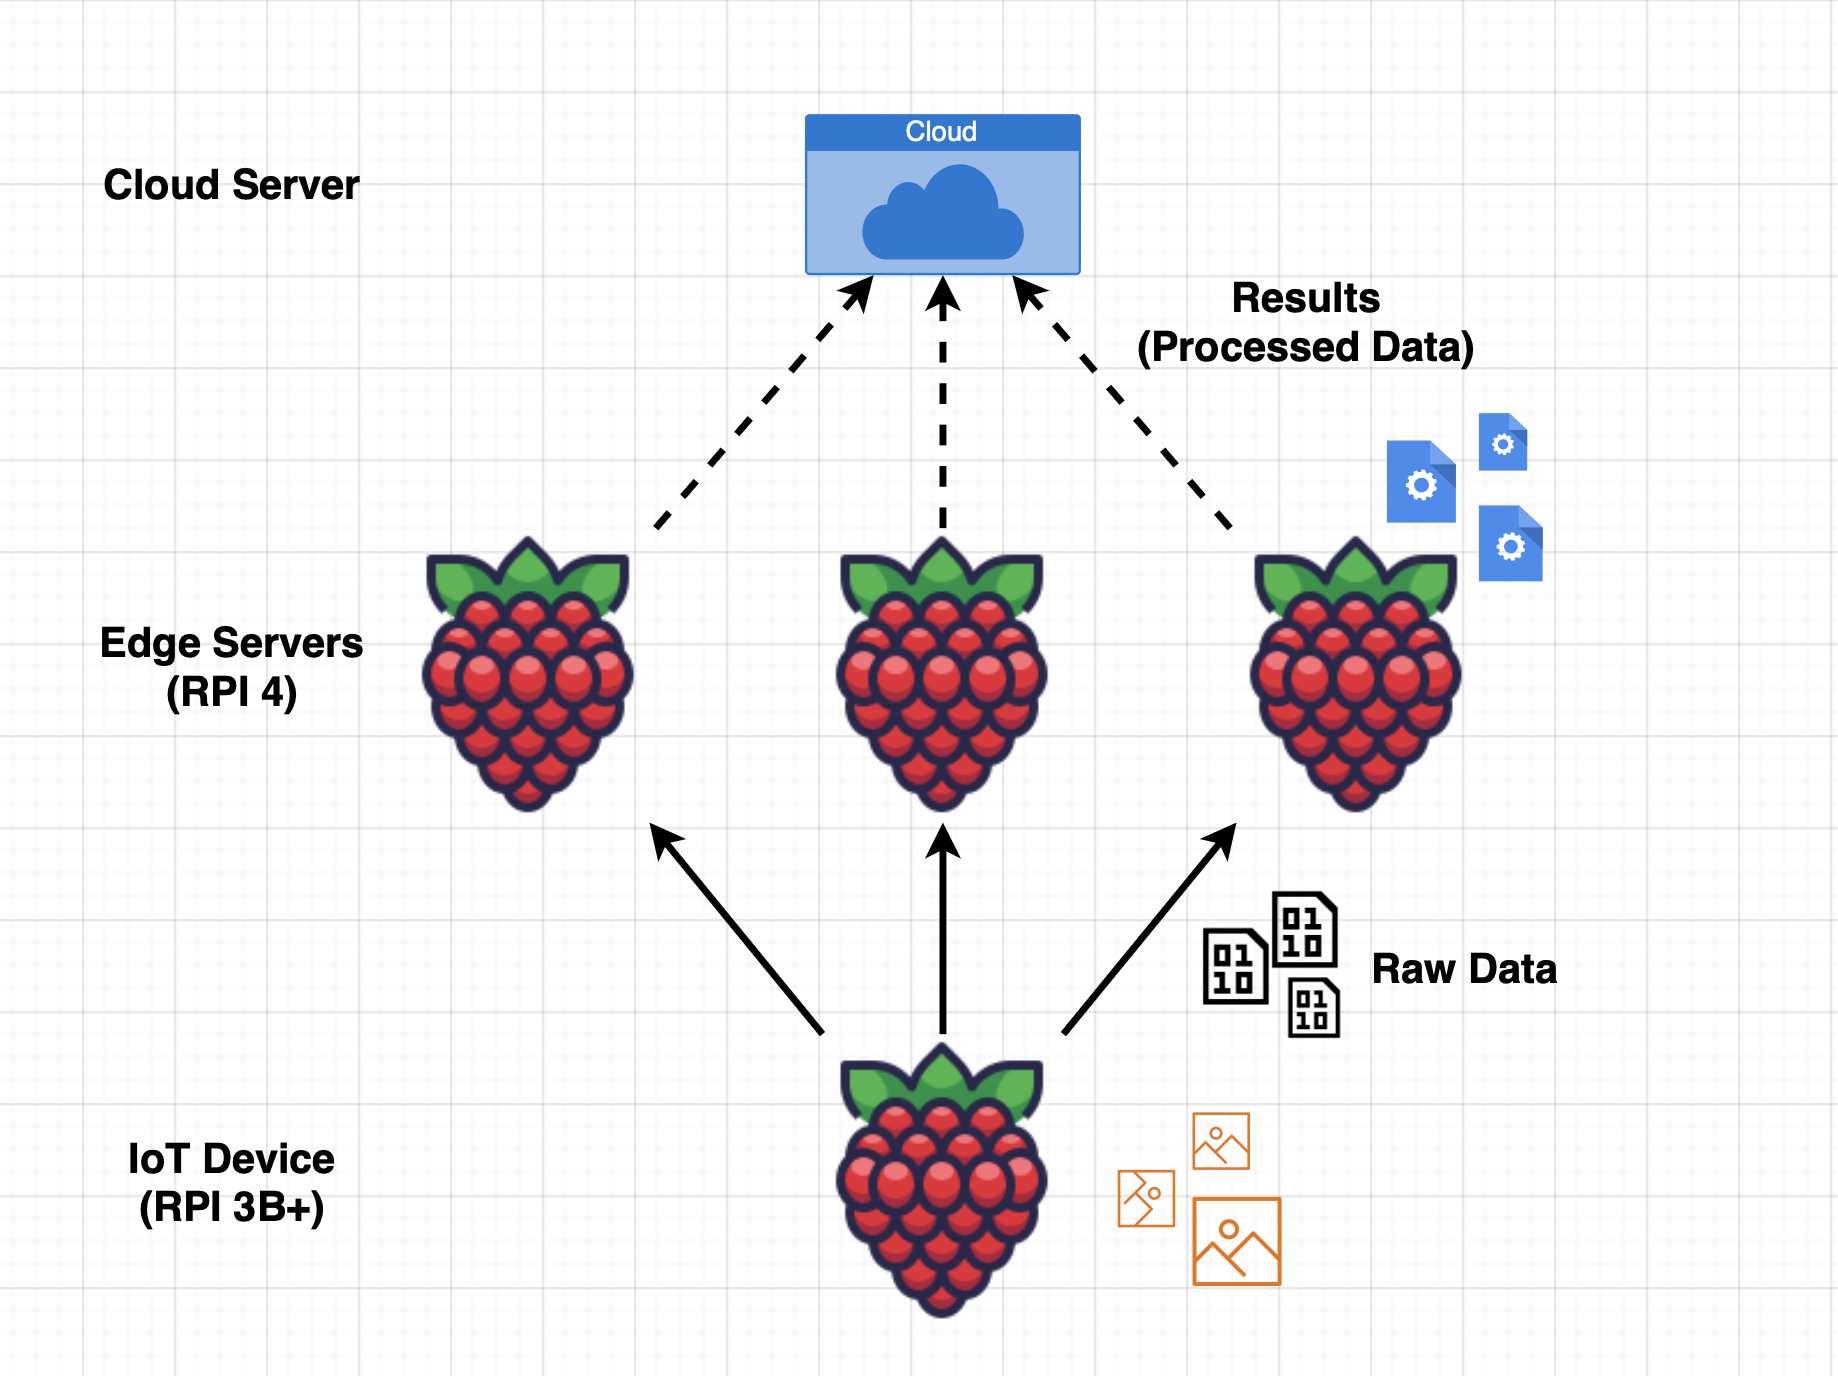 Cloud
Cloud Server
Results
(Processed Data)
Edge Servers
(RPI 4)
01
10
01
10
Raw Data
01
10
IoT Device
(RPI 3B+)